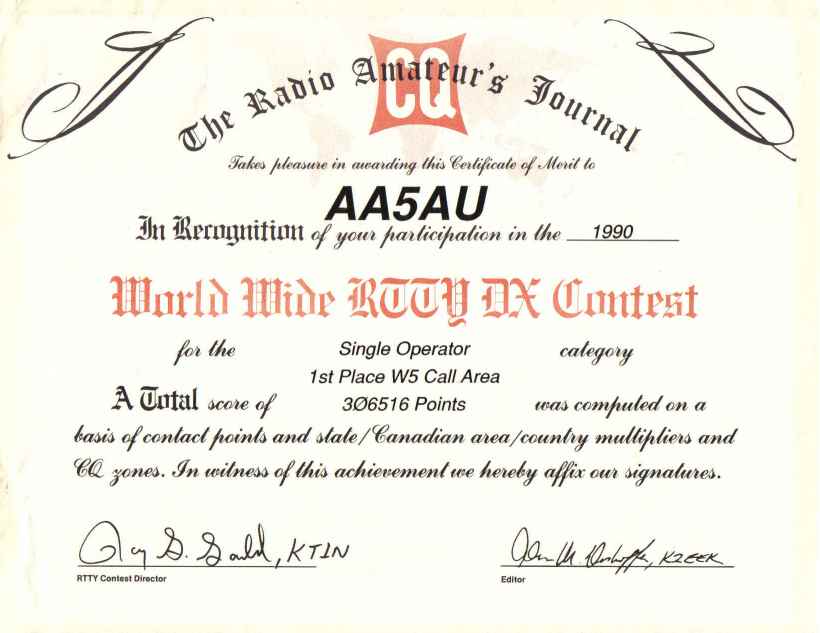 CQ
The Radio Amateur's Journal
Takes pleasure in awarding this Certificate of Merit to
AA5AU
In Recognition of your participation in the 1990
World Wide RTTY DX Contest
for the Single Operator category
1st Place W5 Call Area
A Total score of 3Ø6516 Points was computed on a
basis of contact points and state/Canadian area/country multipliers and
CQ zones. In witness of this achievement we hereby affix our signatures.
Roy G. Gould, KT1N
K2EEK
RTTY Contest Director
Editor